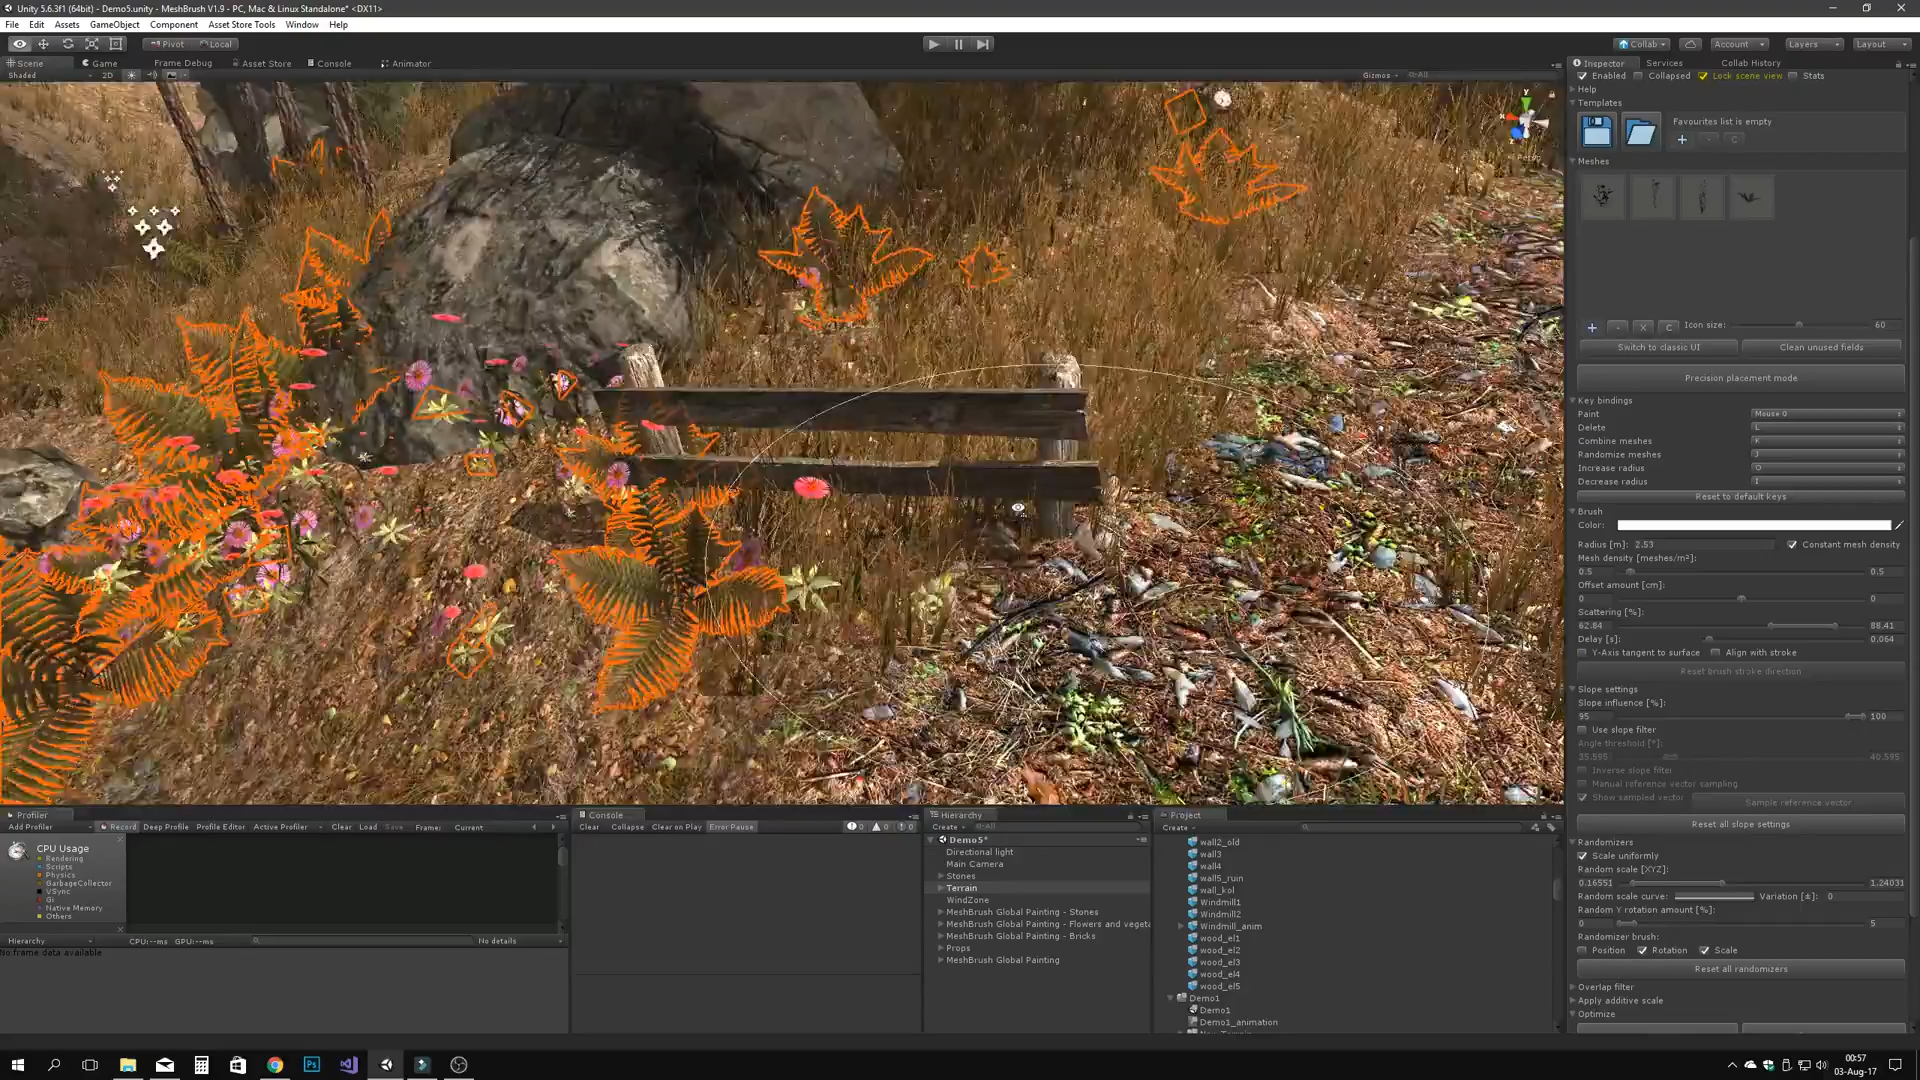 Unity 5.6.3f1 (64bit) - Demo5.unity - MeshBrush V1.9 - PC, Mac & Linux Standalone* <DX11>
File Edit Assets GameObject Component Asset Store Tools Window Help
Pivot Local Collab Account Layers Layout
Scene Game Frame Debug Asset Store Console Animator
Shaded 2D Gizmos All
Persp
Inspector Services Collab History
Enabled Collapsed Lock scene view Stats
Help
Templates
Favourites list is empty
+ - C
Meshes
+ - X C Icon size: 60
Switch to classic UI Clean unused fields
Precision placement mode
Key bindings
Paint Mouse 0
Delete L
Combine meshes K
Randomize meshes J
Increase radius O
Decrease radius I
Reset to default keys
Brush
Color:
Radius [m]: 2.53 Constant mesh density
Mesh density [meshes/m²]:
0.5 0.5
Offset amount [cm]:
0 0
Scattering [%]:
62.84 88.41
Delay [s]: 0.064
Y-Axis tangent to surface Align with stroke
Reset brush stroke direction
Slope settings
Slope influence [%]:
95 100
Use slope filter
Angle threshold [°]:
35.595 40.595
Inverse slope filter
Manual reference vector sampling
Show sampled vector Sample reference vector
Reset all slope settings
Randomizers
Scale uniformly
Random scale [XYZ]:
0.16551 1.24031
Random scale curve: Variation [±]: 0
Random Y rotation amount [%]:
0 5
Randomizer brush:
Position Rotation Scale
Reset all randomizers
Overlap filter
Apply additive scale
Optimize
Profiler
Add Profiler Record Deep Profile Profile Editor Active Profiler Clear Load Save Frame: Current
CPU Usage
Rendering
Scripts
Physics
GarbageCollector
VSync
Gi
Native Memory
Others
Hierarchy CPU:--ms GPU:--ms No details
No frame data available
Console
Clear Collapse Clear on Play Error Pause 0 0 0
Hierarchy
Create All
Demo5*
Directional light
Main Camera
Stones
Terrain
WindZone
MeshBrush Global Painting - Stones
MeshBrush Global Painting - Flowers and vegeta
MeshBrush Global Painting - Bricks
Props
MeshBrush Global Painting
Project
Create
wall2_old
wall3
wall4
wall5_ruin
wall_kol
Windmill1
Windmill2
Windmill_anim
wood_el1
wood_el2
wood_el3
wood_el4
wood_el5
Demo1
Demo1
Demo1_animation
Ps
00:57
03-Aug-17